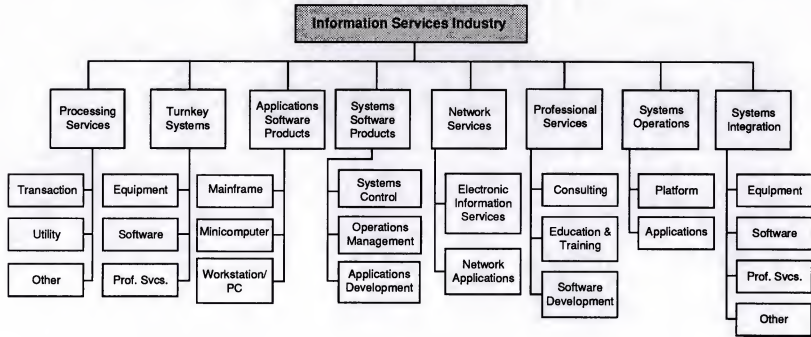 Information Services Industry
Processing
Services
Turnkey
Systems
Applications
Software
Products
Systems
Software
Products
Network
Services
Professional
Services
Systems
Operations
Systems
Integration
Transaction
Utility
Other
Equipment
Software
Prof. Svcs.
Mainframe
Minicomputer
Workstation/
PC
Systems
Control
Operations
Management
Applications
Development
Electronic
Information
Services
Network
Applications
Consulting
Education &
Training
Software
Development
Platform
Applications
Equipment
Software
Prof. Svcs.
Other